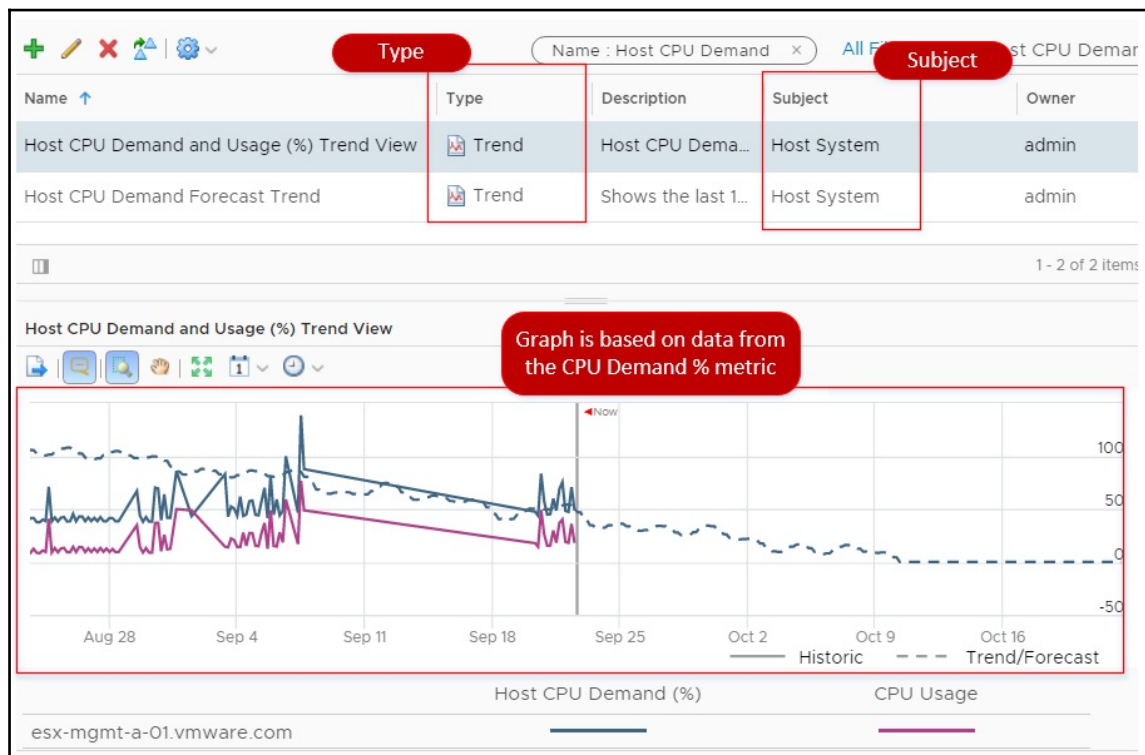 Type
Name : Host CPU Demand ×
All Fil
Subject
st CPU Deman
Name ↑ Type Description Subject Owner
Host CPU Demand and Usage (%) Trend View Trend Host CPU Dema... Host System admin
Host CPU Demand Forecast Trend Trend Shows the last 1... Host System admin
1 - 2 of 2 items
Host CPU Demand and Usage (%) Trend View
Graph is based on data from
the CPU Demand % metric
1
Now
100
50
0
-50
Aug 28 Sep 4 Sep 11 Sep 18 Sep 25 Oct 2 Oct 9 Oct 16
Historic Trend/Forecast
Host CPU Demand (%) CPU Usage
esx-mgmt-a-01.vmware.com